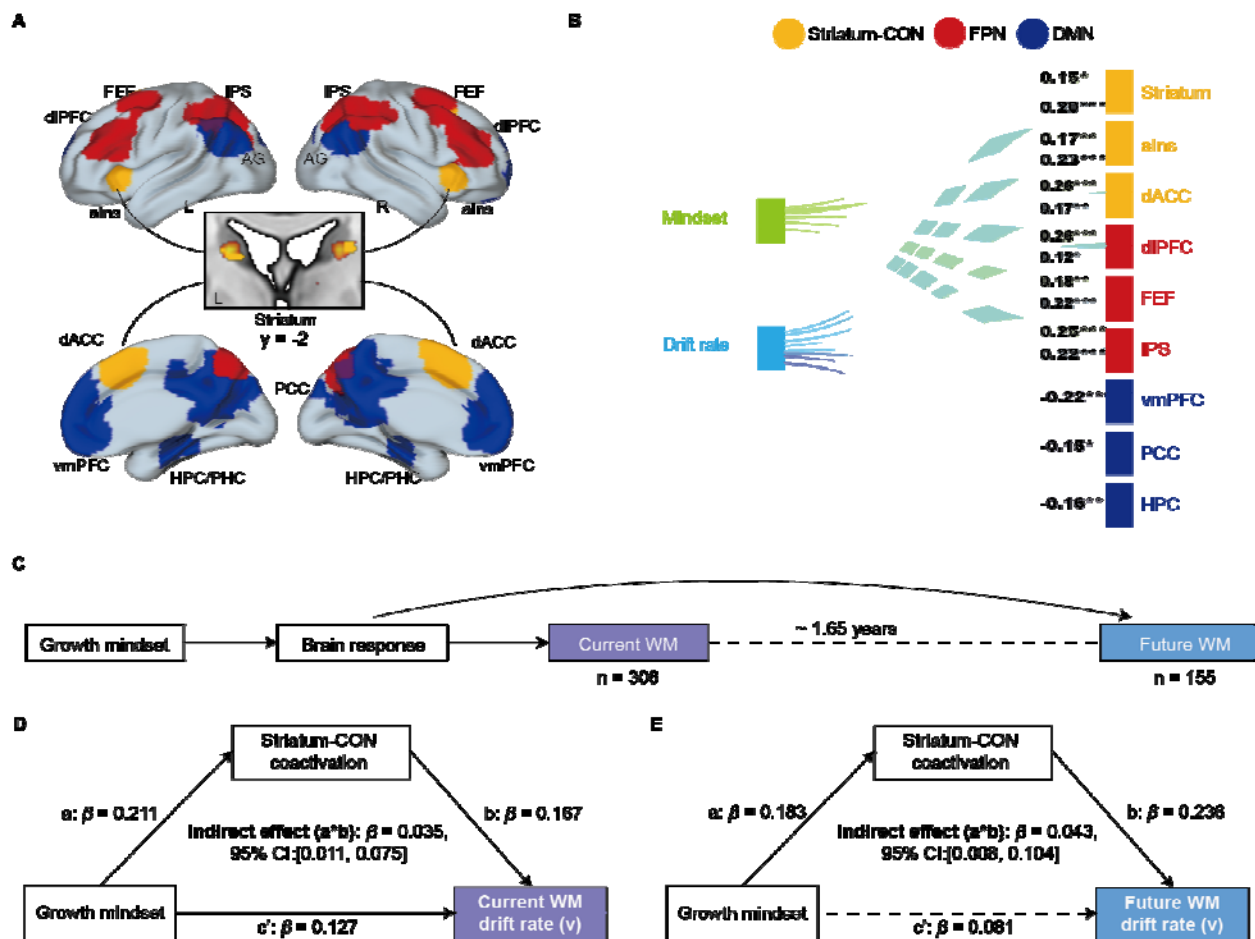 A
FEF
IPS
IPS
FEF
dlPFC
dlPFC
AG
AG
aIns
L
R
aIns
L
Striatum
y = -2
dACC
dACC
PCC
vmPFC
HPC/PHC
HPC/PHC
vmPFC
B
Striatum-CON
FPN
DMN
Mindset
Drift rate
0.15*
0.20***
Striatum
0.17**
0.23***
aIns
0.26***
0.17**
dACC
0.26***
0.12*
dlPFC
0.18**
0.22***
FEF
0.25***
0.22***
IPS
-0.22***
vmPFC
-0.15*
PCC
-0.16**
HPC
C
Growth mindset
Brain response
Current WM
~ 1.65 years
Future WM
n = 306
n = 155
D
Striatum-CON
coactivation
a: β = 0.211
b: β = 0.167
Indirect effect (a*b): β = 0.035,
95% CI:[0.011, 0.075]
Growth mindset
c': β = 0.127
Current WM
drift rate (v)
E
Striatum-CON
coactivation
a: β = 0.183
b: β = 0.236
Indirect effect (a*b): β = 0.043,
95% CI:[0.008, 0.104]
Growth mindset
c': β = 0.081
Future WM
drift rate (v)